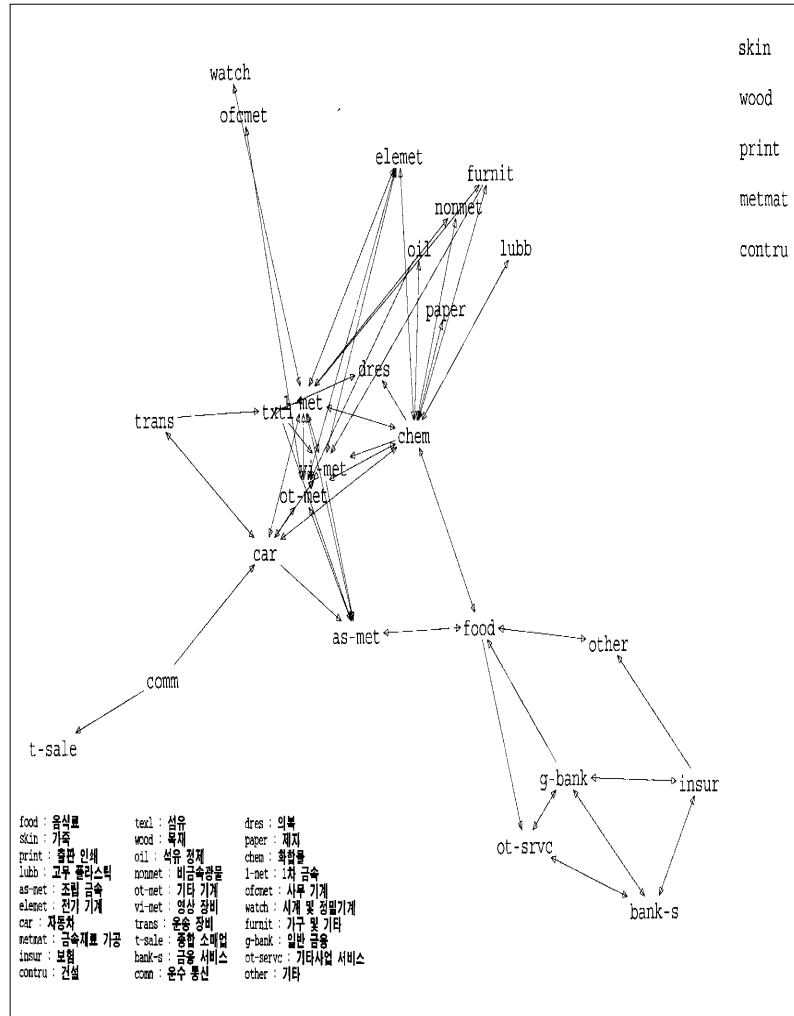 skin
watch
wood
ofcmet
print
elemet
furnit
metmat
nonmet
oil
lubb
contru
paper
dres
txtl
1 met
trans
chem
vi-met
ot-met
car
as-met
food
other
comm
t-sale
g-bank
insur
ot-srvc
bank-s
food : 음식료 texl : 섬유 dres : 의복
skin : 가죽 wood : 목재 paper : 제지
print : 출판 인쇄 oil : 석유 정제 chem : 화합물
lubb : 고무 플라스틱 nonmet : 비금속광물 1-net : 1차 금속
as-met : 조립 금속 ot-met : 기타 기계 ofcmet : 사무 기계
elemet : 전기 기계 vi-met : 영상 장비 watch : 시계 및 정밀기계
car : 자동차 trans : 운송 장비 furnit : 가구 및 기타
metmat : 금속재료 가공 t-sale : 종합 소매업 g-bank : 일반 금융
insur : 보험 bank-s : 금융 서비스 ot-servc : 기타사업 서비스
contru : 건설 comm : 운수 통신 other : 기타